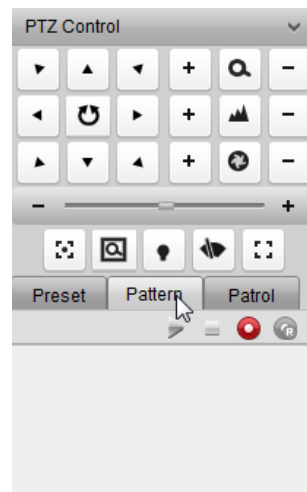 PTZ Control
+ −
+ −
+ −
− +
Preset Pattern Patrol
R